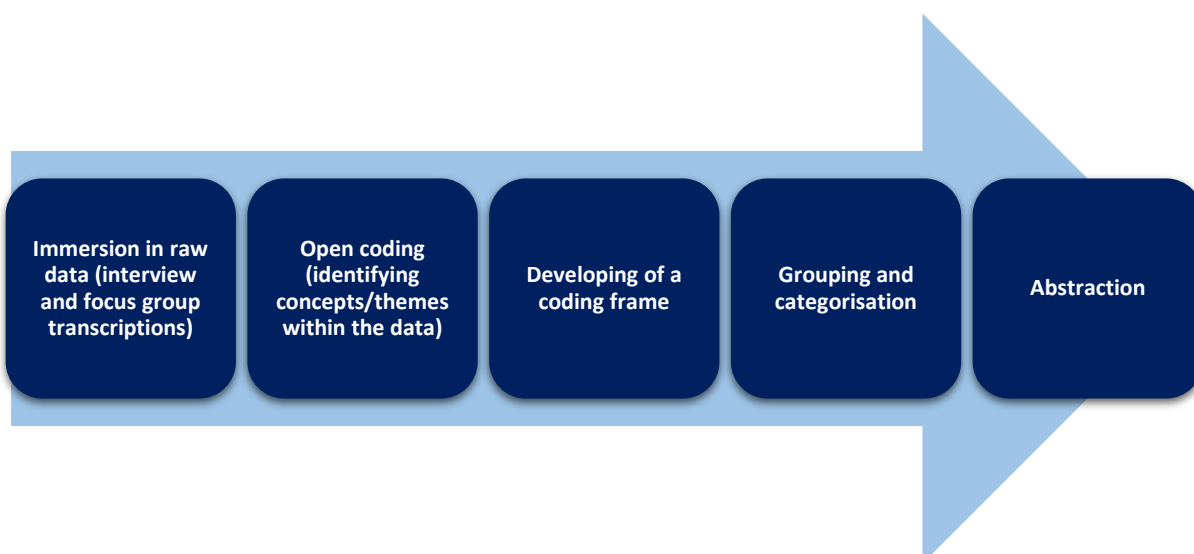 Immersion in raw
data (interview
and focus group
transcriptions)
Open coding
(identifying
concepts/themes
within the data)
Developing of a
coding frame
Grouping and
categorisation
Abstraction